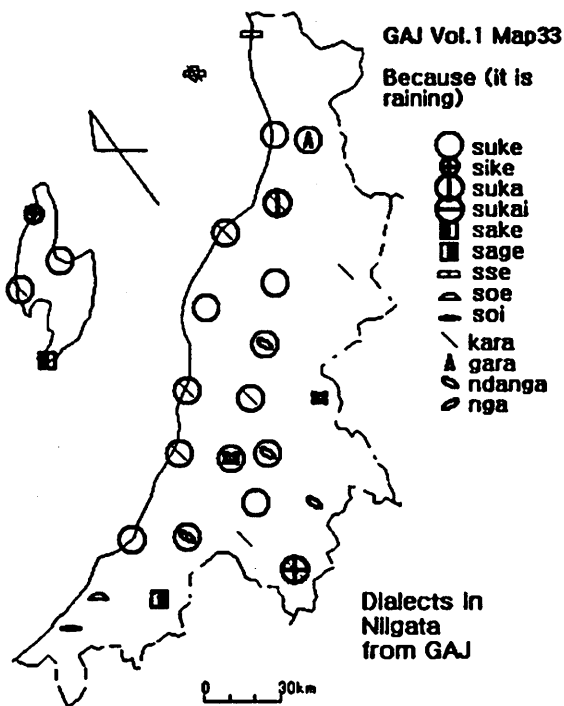 GAJ Vol.1 Map33
Because (it is
raining)
suke
sike
suka
sukai
sake
sage
sse
soe
soi
kara
gara
ndanga
nga
Dialects in
Niigata
from GAJ
0 30km